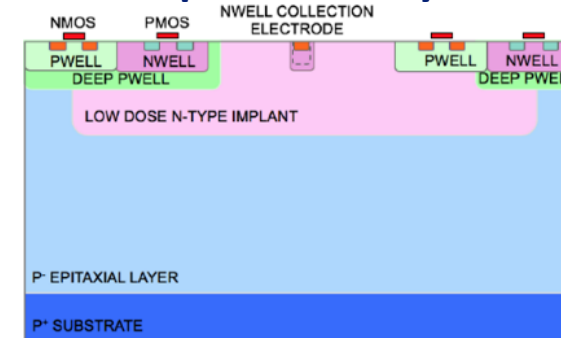 NMOS
PMOS
NWELL COLLECTION
ELECTRODE
PWELL
NWELL
PWELL
NWELL
DEEP PWELL
DEEP PWE
LOW DOSE N-TYPE IMPLANT
P- EPITAXIAL LAYER
P+ SUBSTRATE